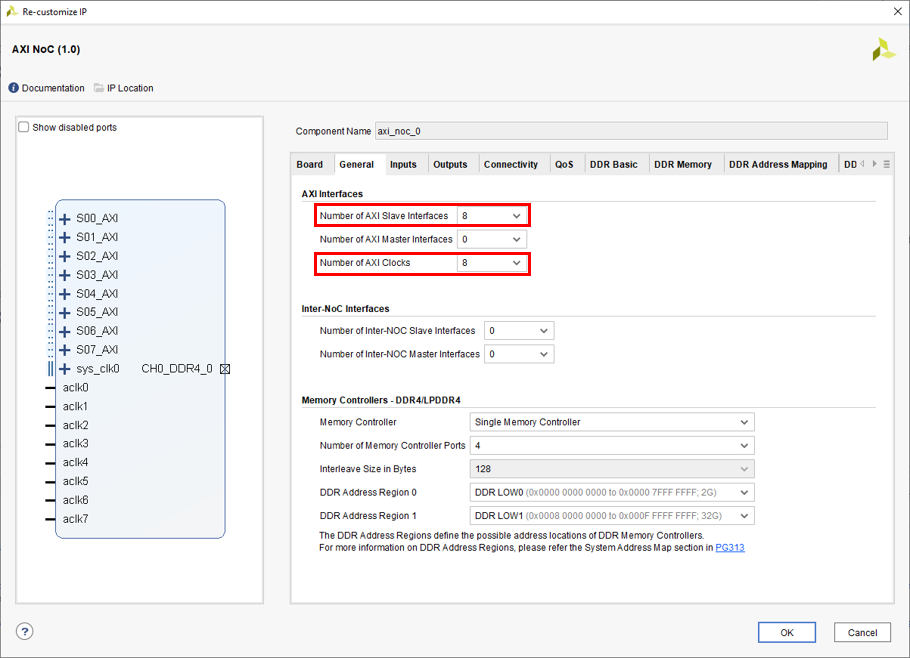 Re-customize IP
AXI NoC (1.0)
Documentation IP Location
Show disabled ports
S00_AXI
S01_AXI
S02_AXI
S03_AXI
S04_AXI
S05_AXI
S06_AXI
S07_AXI
sys_clk0 CH0_DDR4_0
aclk0
aclk1
aclk2
aclk3
aclk4
aclk5
aclk6
aclk7
Component Name axi_noc_0
Board General Inputs Outputs Connectivity QoS DDR Basic DDR Memory DDR Address Mapping DD
AXI Interfaces
Number of AXI Slave Interfaces 8
Number of AXI Master Interfaces 0
Number of AXI Clocks 8
Inter-NoC Interfaces
Number of Inter-NOC Slave Interfaces 0
Number of Inter-NOC Master Interfaces 0
Memory Controllers - DDR4/LPDDR4
Memory Controller Single Memory Controller
Number of Memory Controller Ports 4
Interleave Size in Bytes 128
DDR Address Region 0 DDR LOW0 (0x0000 0000 0000 to 0x0000 7FFF FFFF; 2G)
DDR Address Region 1 DDR LOW1 (0x0008 0000 0000 to 0x000F FFFF FFFF; 32G)
The DDR Address Regions define the possible address locations of DDR Memory Controllers.
For more information on DDR Address Regions, please refer the System Address Map section in PG313
?
OK Cancel